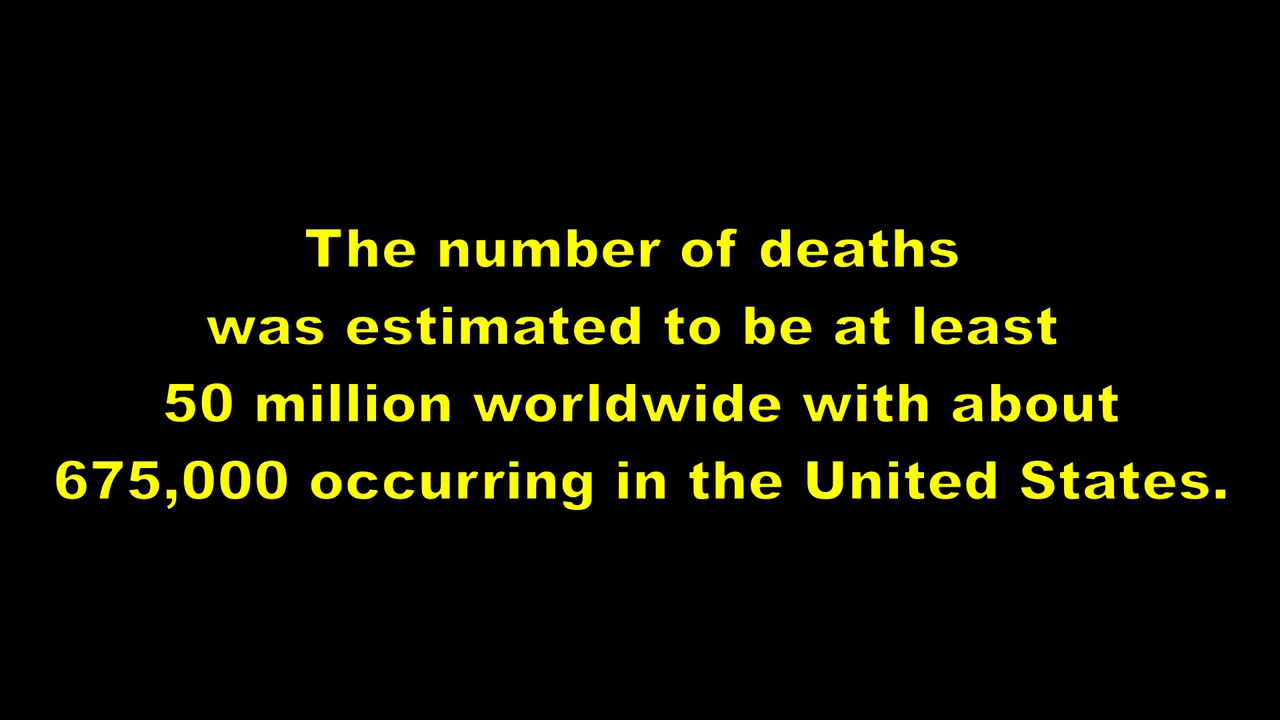 The number of deaths
was estimated to be at least
50 million worldwide with about
675,000 occurring in the United States.